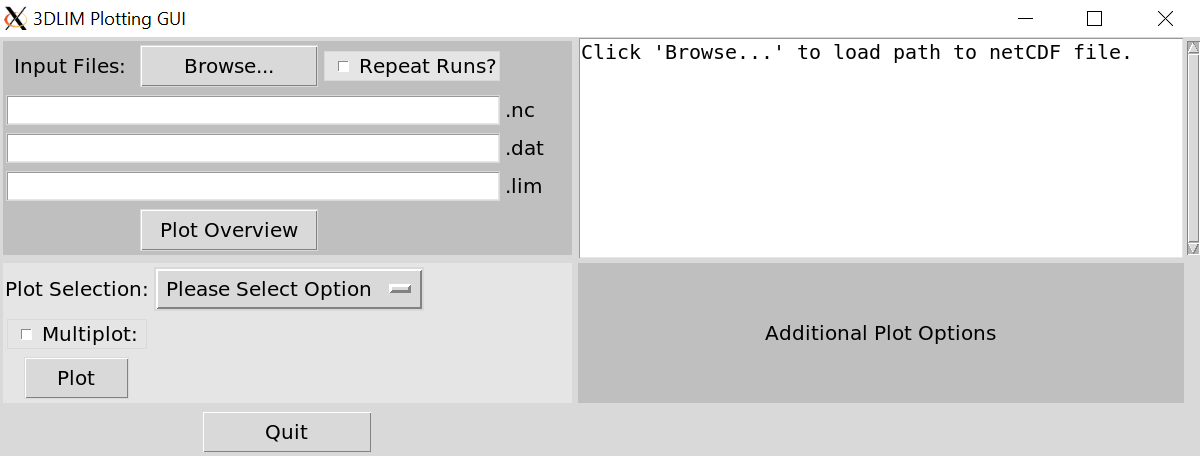 3DLIM Plotting GUI
Input Files: Browse... Repeat Runs?
.nc
.dat
.lim
Plot Overview
Click 'Browse...' to load path to netCDF file.
Plot Selection: Please Select Option
Multiplot:
Plot
Additional Plot Options
Quit